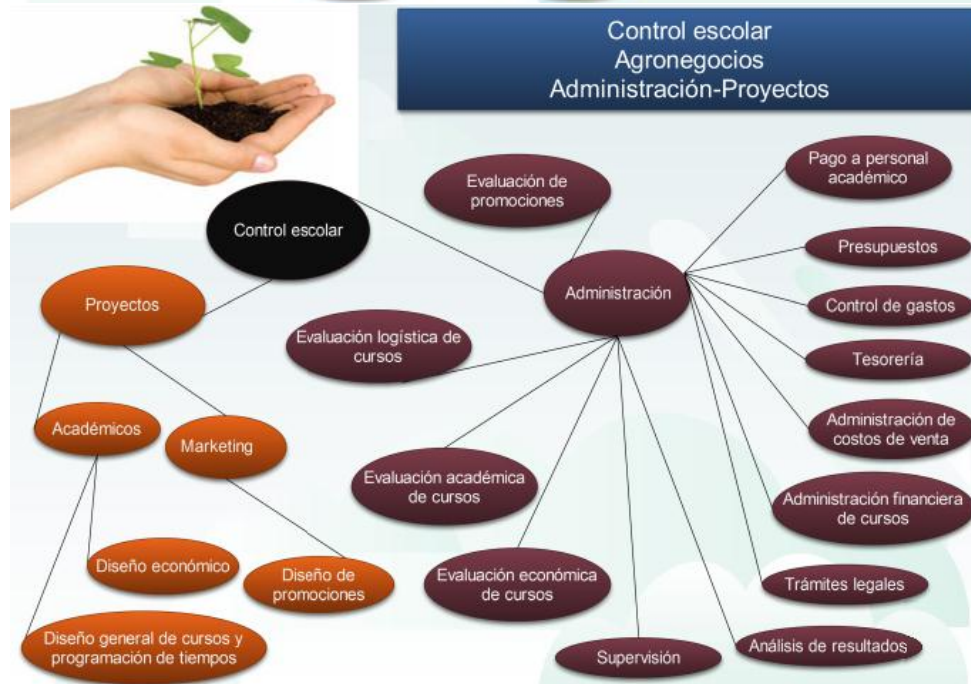 Control escolar
Agronegocios
Administración-Proyectos
Pago a personal
académico
Evaluación de
promociones
Control escolar
Presupuestos
Administración
Proyectos
Control de gastos
Evaluación logística de
cursos
Tesorería
Académicos
Marketing
Administración de
costos de venta
Evaluación académica
de cursos
Administración financiera
de cursos
Diseño económico
Diseño de
promociones
Evaluación económica
de cursos
Trámites legales
Diseño general de cursos y
programación de tiempos
Supervisión
Análisis de resultados